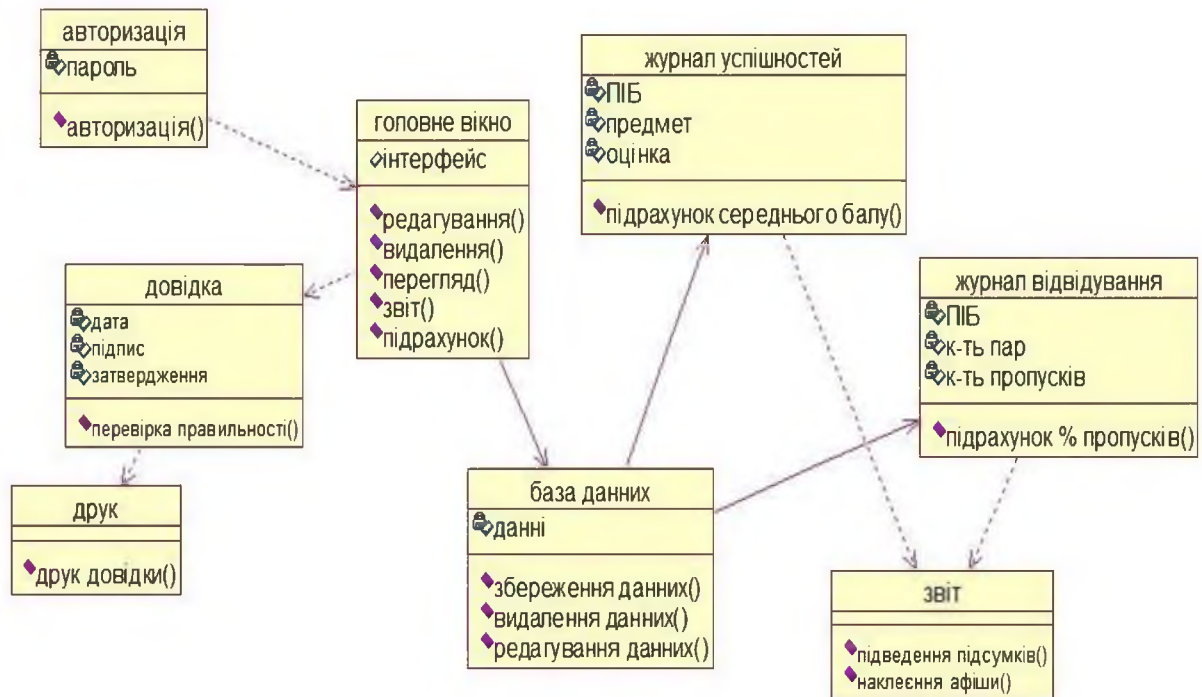 авторизація
пароль
авторизація()
головне вікно
інтерфейс
редагування()
видалення()
перегляд()
звіт()
підрахунок()
журнал успішностей
ПІБ
предмет
оцінка
підрахунок середнього балу()
довідка
дата
підпис
затвердження
перевірка правильності()
журнал відвідування
ПІБ
к-ть пар
к-ть пропусків
підрахунок % пропусків()
друк
друк довідки()
база данних
данні
збереження данних()
видалення данних()
редагування данних()
звіт
підведення підсумків()
наклеєння афіши()